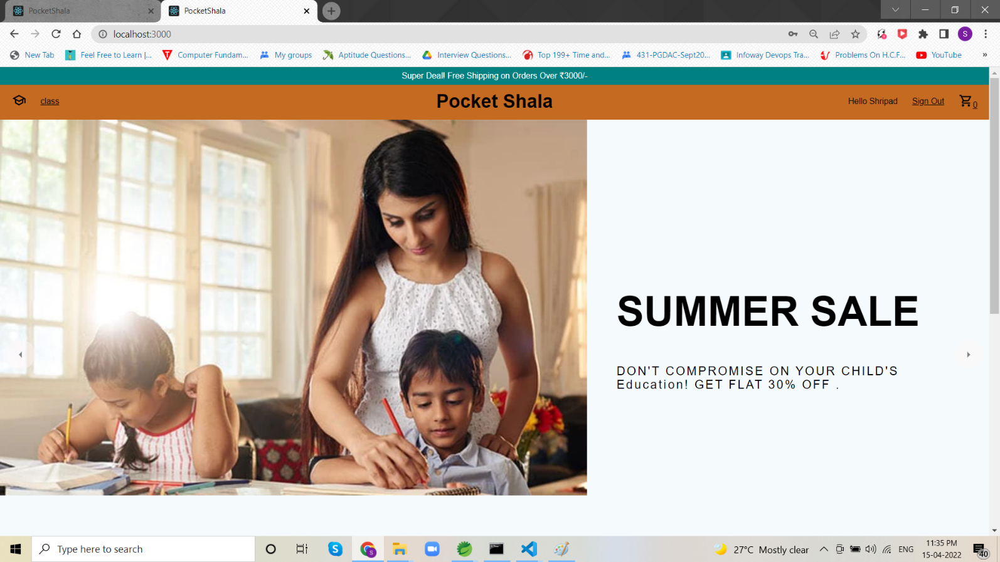 PocketShala
PocketShala
localhost:3000
S
New Tab
Feel Free to Learn |...
Computer Fundam...
My groups
Aptitude Questions...
Interview Questions...
Top 199+ Time and...
431-PGDAC-Sept20...
Infoway Devops Tra...
Problems On H.C.F...
YouTube
»
Super Deal! Free Shipping on Orders Over ₹3000/-
class
Pocket Shala
Hello Shripad
Sign Out
0
SUMMER SALE
DON'T COMPROMISE ON YOUR CHILD'S
Education! GET FLAT 30% OFF .
Type here to search
S
S
27°C Mostly clear
ENG
11:35 PM
15-04-2022
40